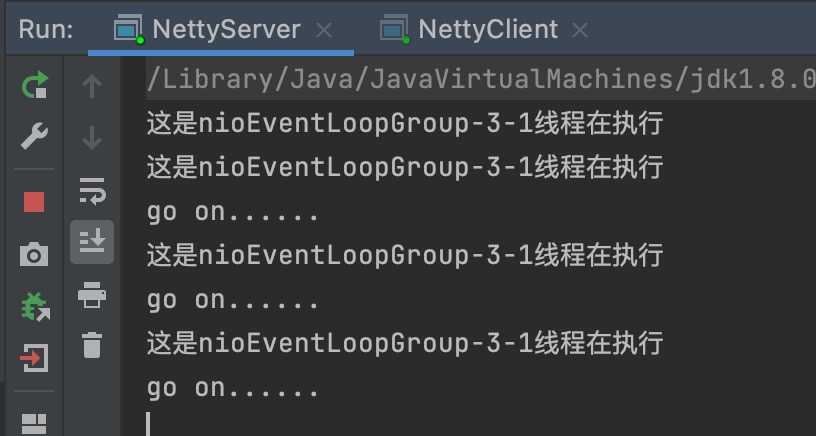 Run: NettyServer NettyClient
/Library/Java/JavaVirtualMachines/jdk1.8.0
这是nioEventLoopGroup-3-1线程在执行
这是nioEventLoopGroup-3-1线程在执行
go on......
这是nioEventLoopGroup-3-1线程在执行
go on......
这是nioEventLoopGroup-3-1线程在执行
go on......